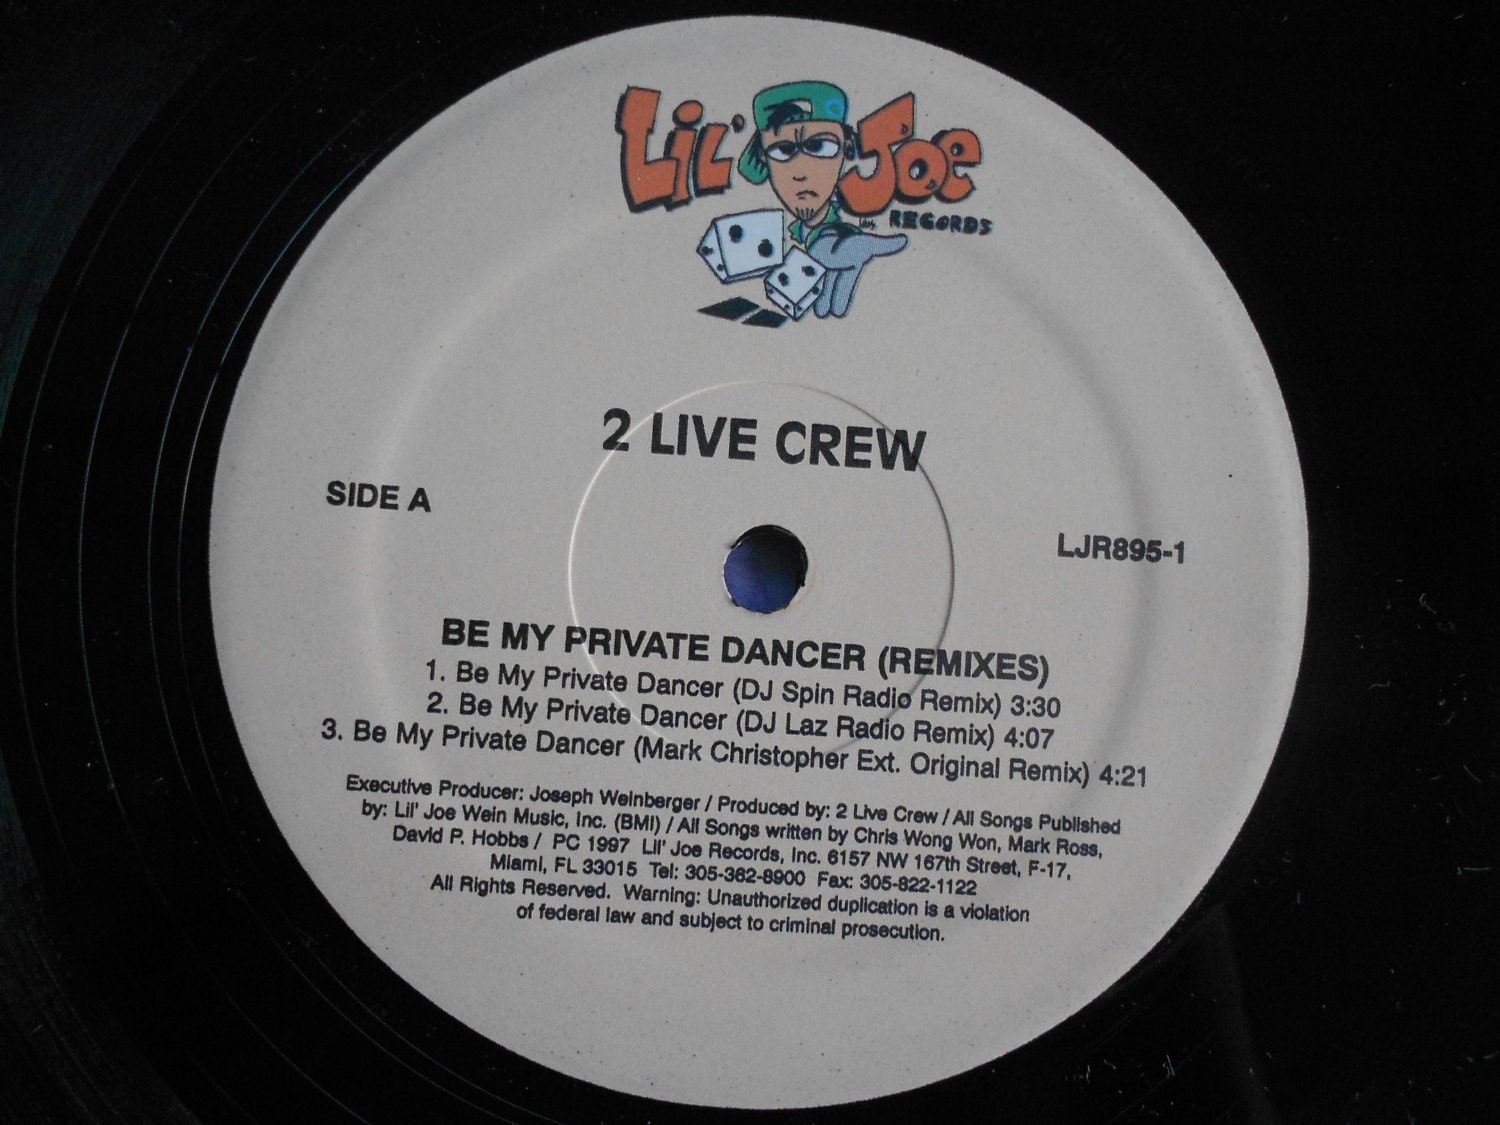 Lil' Joe
RECORDS
2 LIVE CREW
SIDE A
LJR895-1
BE MY PRIVATE DANCER (REMIXES)
1. Be My Private Dancer (DJ Spin Radio Remix) 3:30
2. Be My Private Dancer (DJ Laz Radio Remix) 4:07
3. Be My Private Dancer (Mark Christopher Ext. Original Remix) 4:21
Executive Producer: Joseph Weinberger / Produced by: 2 Live Crew / All Songs Published
by: Lil' Joe Wein Music, Inc. (BMI) / All Songs written by Chris Wong Won, Mark Ross,
David P. Hobbs / PC 1997 Lil' Joe Records, Inc. 6157 NW 167th Street, F-17,
Miami, FL 33015 Tel: 305-362-8900 Fax: 305-822-1122
All Rights Reserved. Warning: Unauthorized duplication is a violation
of federal law and subject to criminal prosecution.